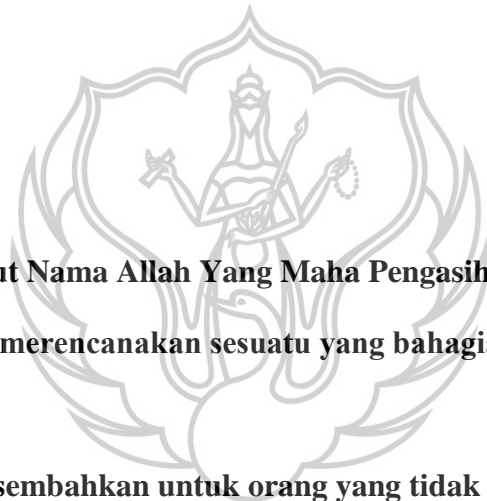 ut Nama Allah Yang Maha Pengasih
merencanakan sesuatu yang bahagi
sembahkan untuk orang yang tidak